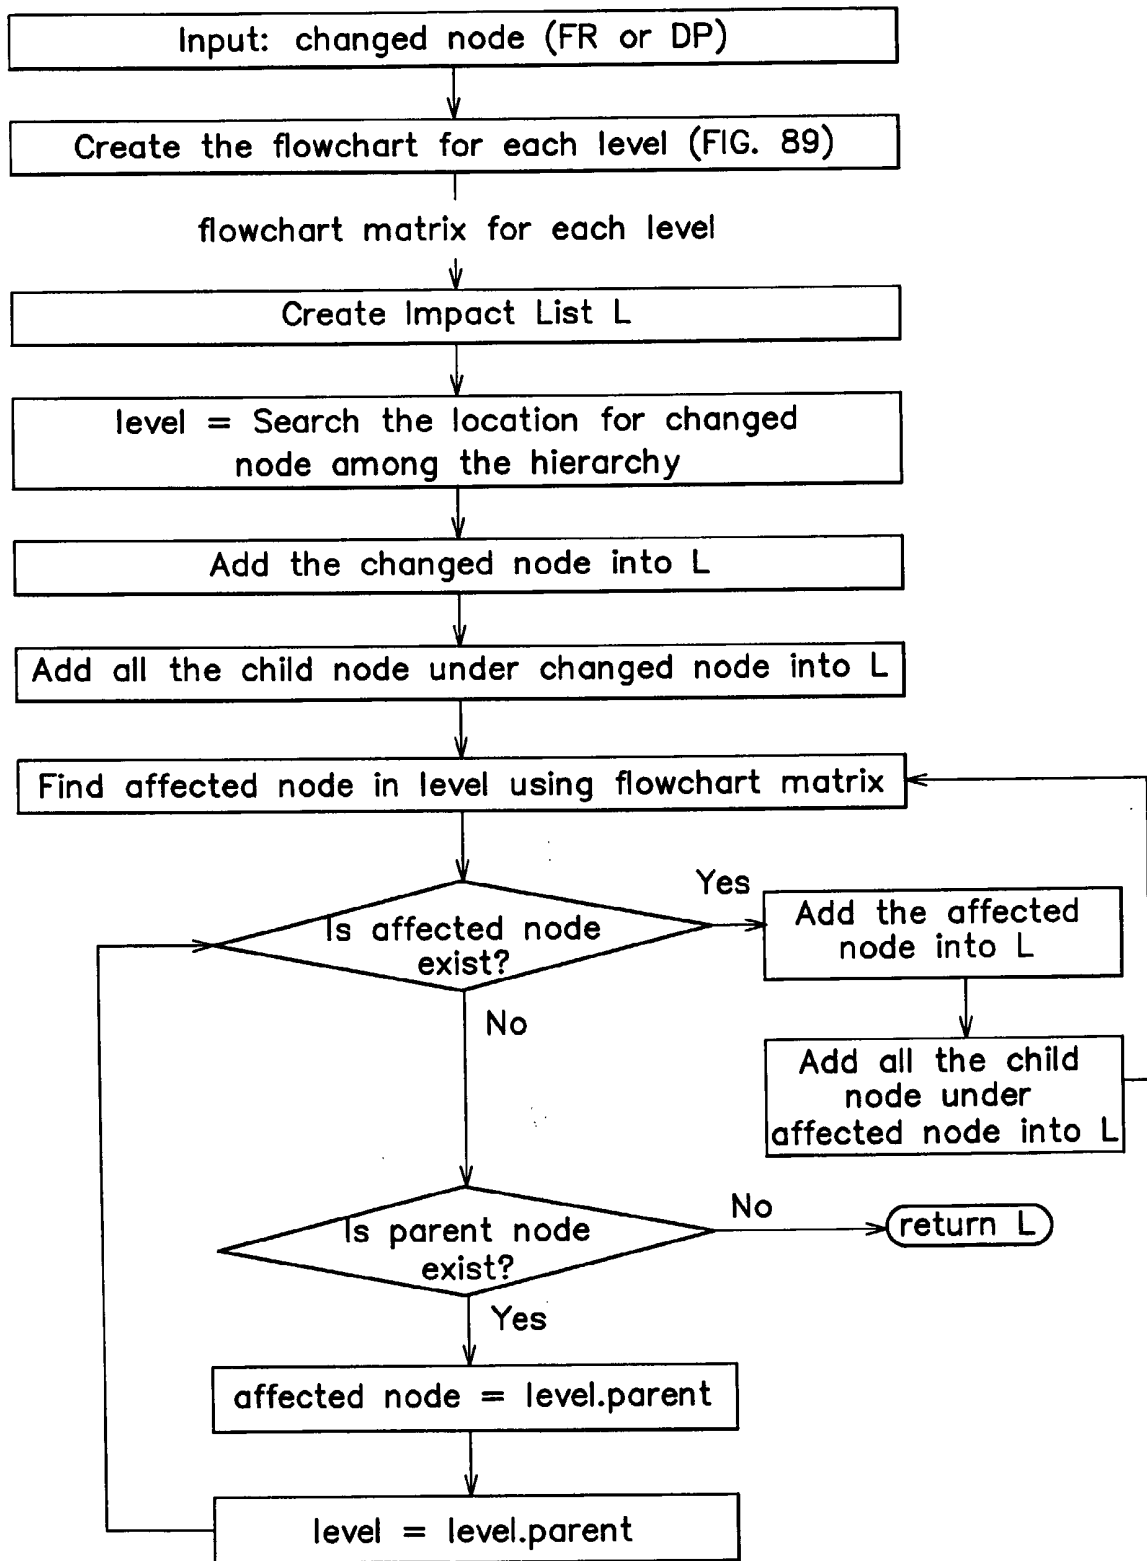 Input: changed node (FR or DP)
Create the flowchart for each level (FIG. 89)
flowchart matrix for each level
Create Impact List L
level = Search the location for changed
node among the hierarchy
Add the changed node into L
Add all the child node under changed node into L
Find affected node in level using flowchart matrix
Is affected node
exist?
Yes
Add the affected
node into L
No
Add all the child
node under
affected node into L
Is parent node
exist?
No
return L
Yes
affected node = level.parent
level = level.parent